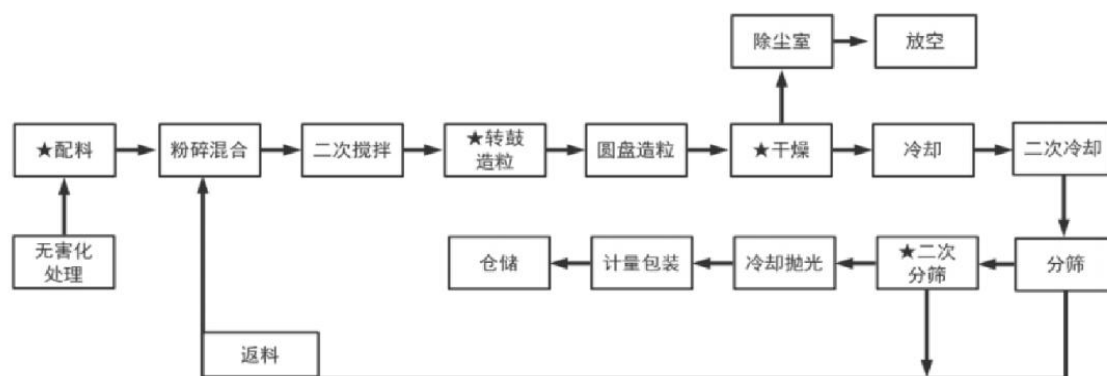 除尘室
放空
★配料
粉碎混合
二次搅拌
★转鼓
造粒
圆盘造粒
★干燥
冷却
二次冷却
无害化
处理
仓储
计量包装
冷却抛光
★二次
分筛
分筛
返料